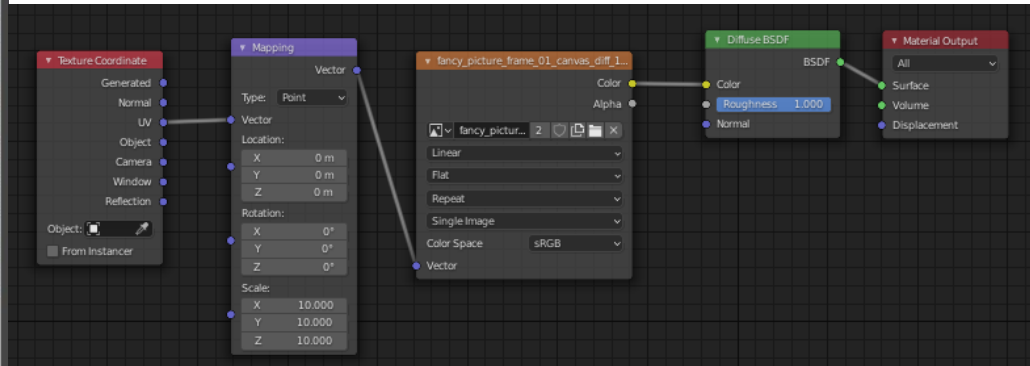 Texture Coordinate
Generated
Normal
UV
Object
Camera
Window
Reflection
Object:
From Instancer
Mapping
Vector
Type: Point
Vector
Location:
X 0 m
Y 0 m
Z 0 m
Rotation:
X 0°
Y 0°
Z 0°
Scale:
X 10.000
Y 10.000
Z 10.000
fancy_picture_frame_01_canvas_diff_1...
Color
Alpha
fancy_pictur... 2
Linear
Flat
Repeat
Single Image
Color Space sRGB
Vector
Diffuse BSDF
BSDF
Color
Roughness 1.000
Normal
Material Output
All
Surface
Volume
Displacement